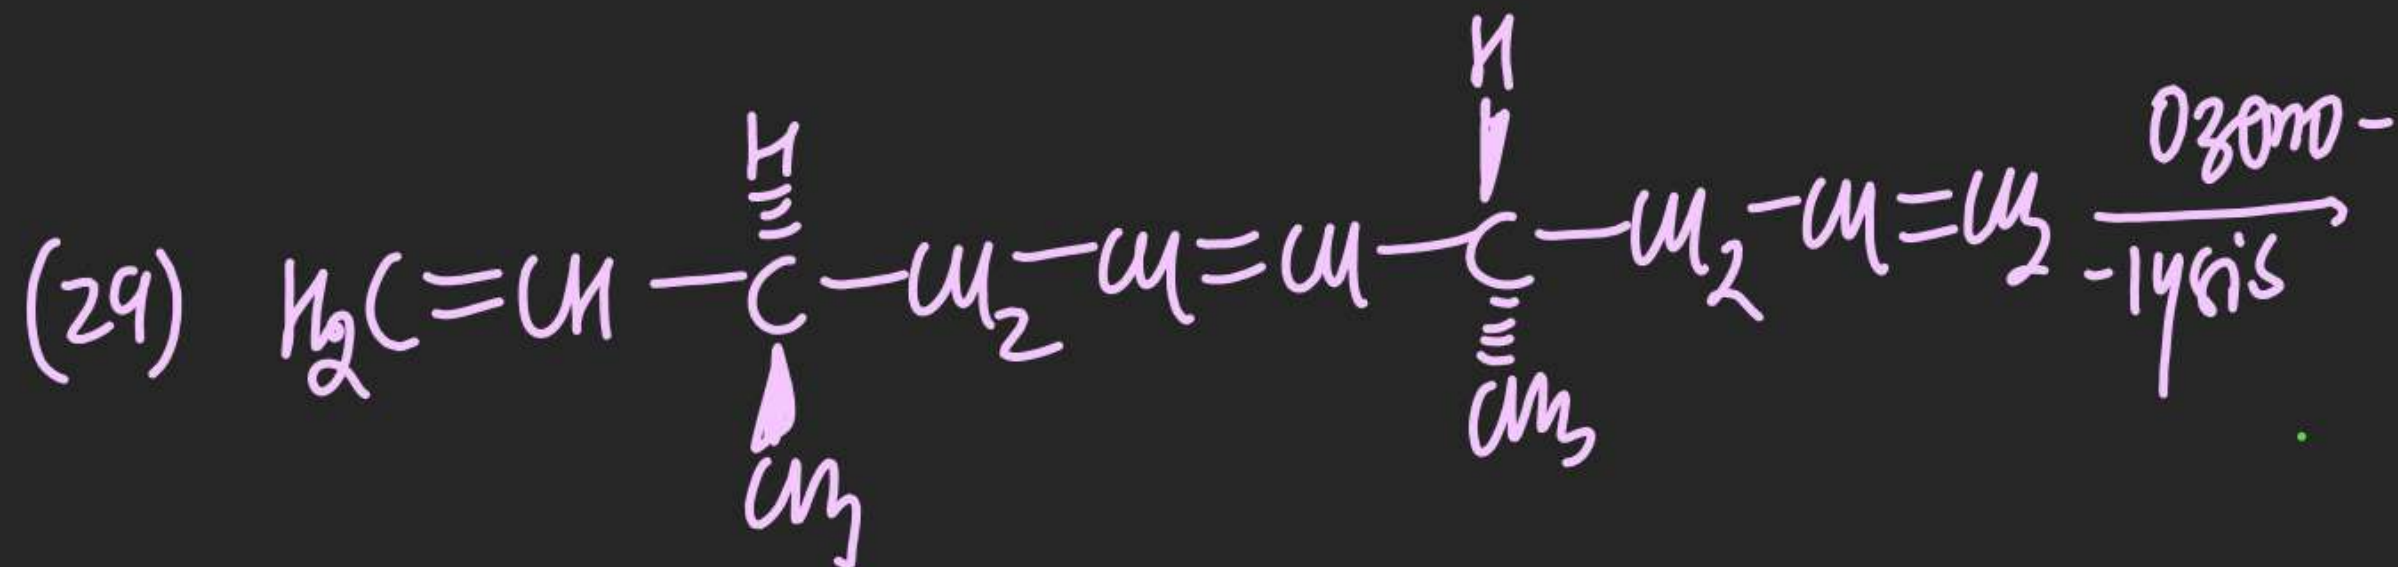 H H
(29) H₂C=CH-C-CH₂-CH=CH-C-CH₂-CH=CH₂ Ozono-
-lysis
CH₃ CH₃